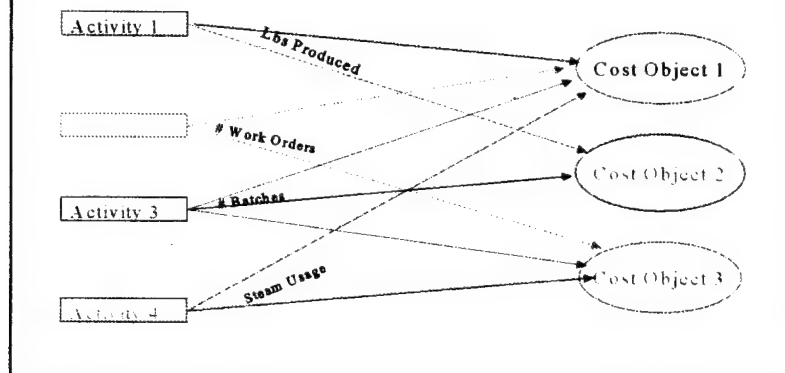 Activity 1
Lbs Produced
Cost Object 1
# Work Orders
Cost Object 2
Activity 3
# Batches
Steam Usage
Cost Object 3
Activity 4